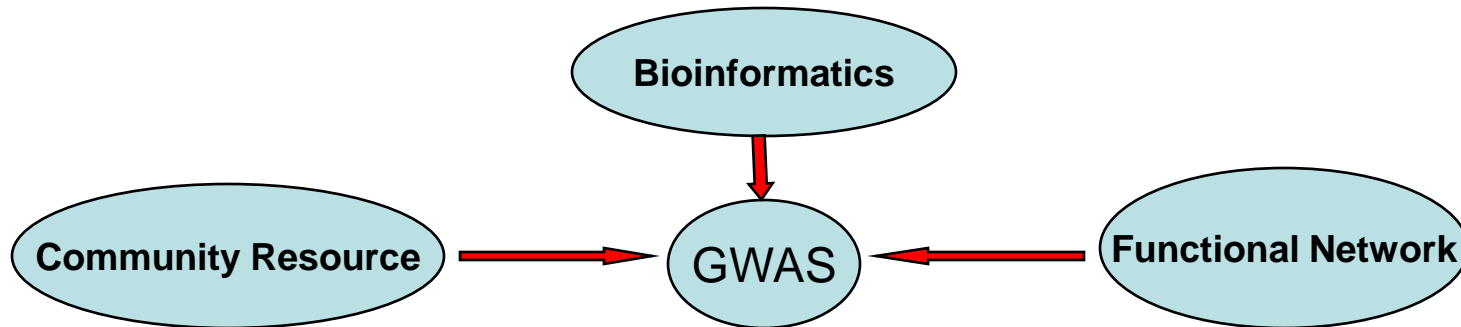 Bioinformatics
Community Resource
GWAS
Functional Network